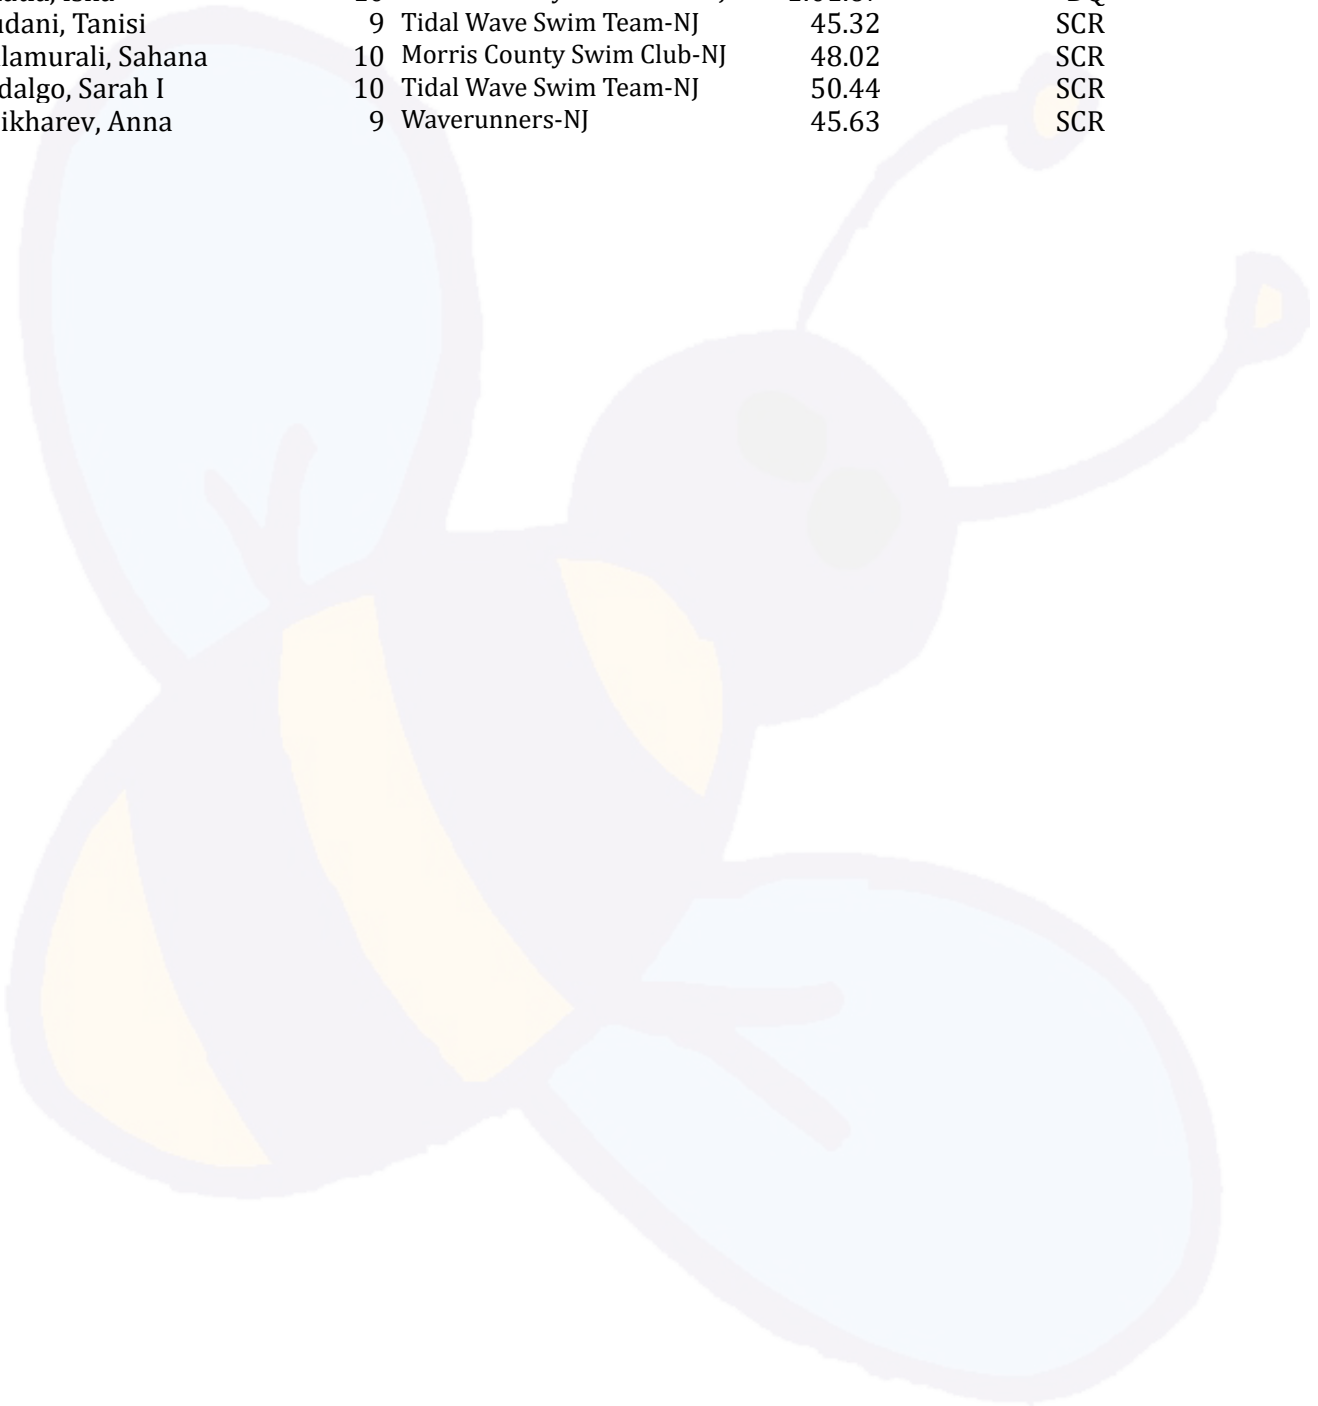 udani, Tanisi 9 Tidal Wave Swim Team-NJ 45.32 SCR
lamurali, Sahana 10 Morris County Swim Club-NJ 48.02 SCR
dalgo, Sarah I 10 Tidal Wave Swim Team-NJ 50.44 SCR
ikharev, Anna 9 Waverunners-NJ 45.63 SCR